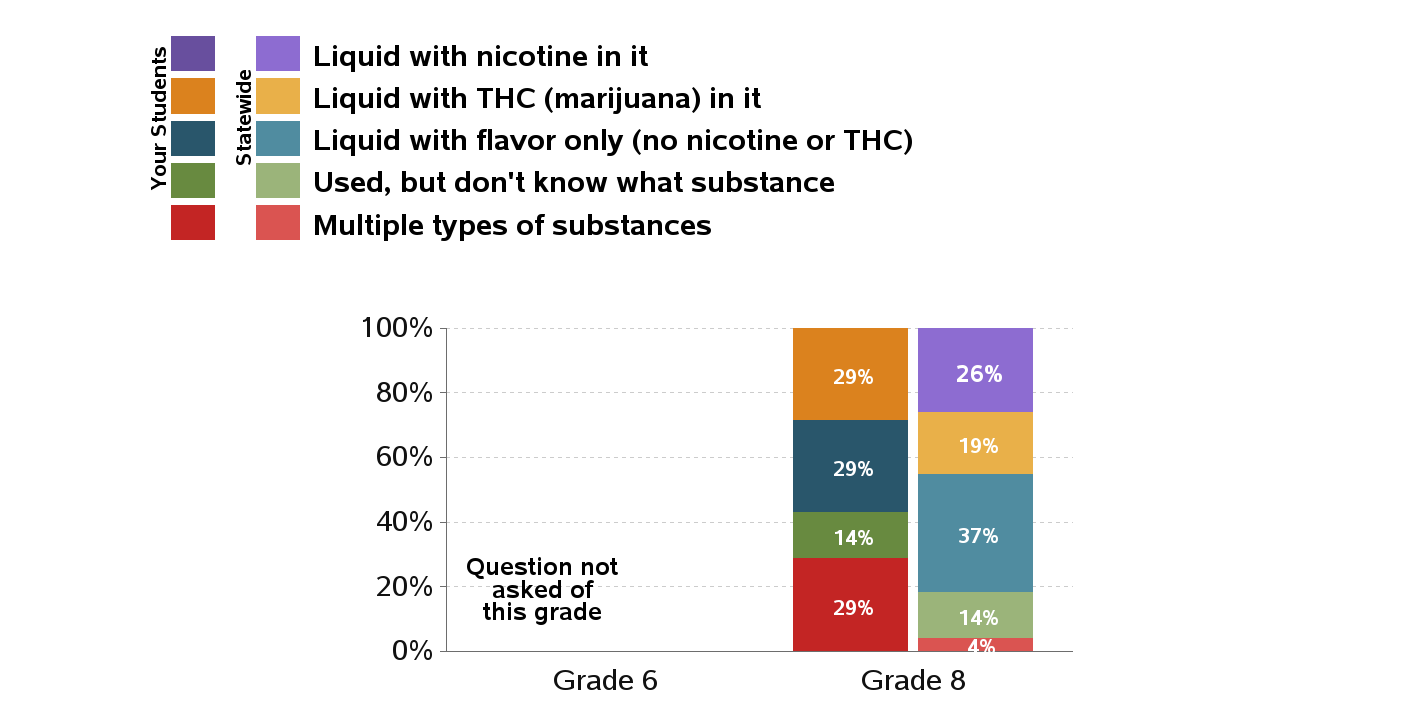 Your Students
Statewide
Liquid with nicotine in it
Liquid with THC (marijuana) in it
Liquid with flavor only (no nicotine or THC)
Used, but don't know what substance
Multiple types of substances
100%
80%
60%
40%
20%
0%
Question not
asked of
this grade
29%
29%
14%
29%
26%
19%
37%
14%
4%
Grade 6
Grade 8